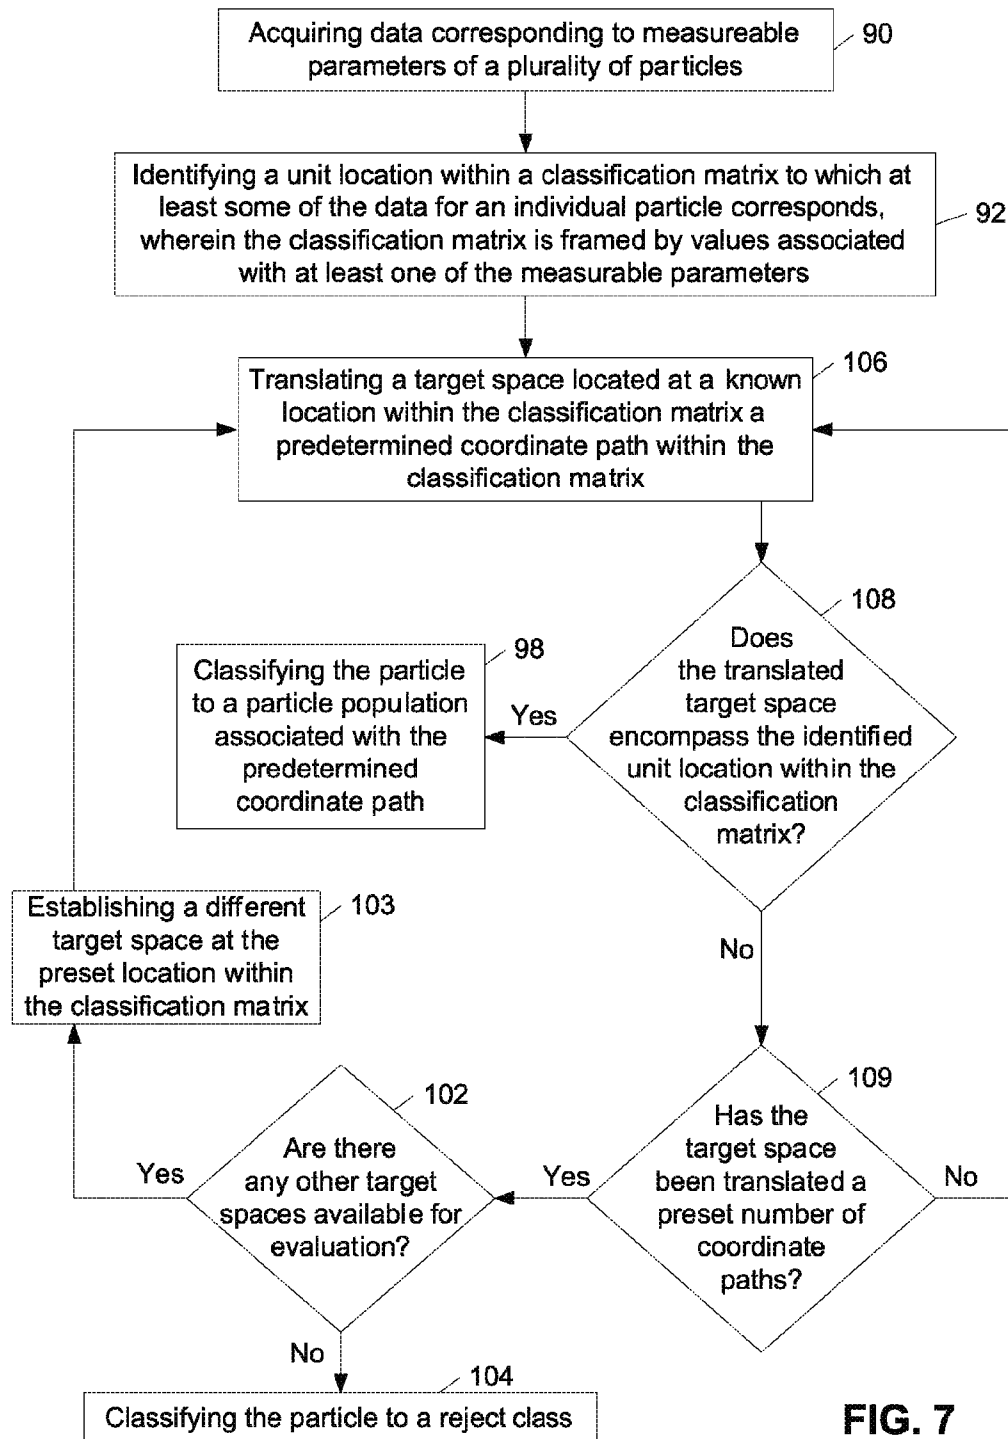 Acquiring data corresponding to measureable
parameters of a plurality of particles
90
Identifying a unit location within a classification matrix to which at
least some of the data for an individual particle corresponds,
wherein the classification matrix is framed by values associated
with at least one of the measurable parameters
92
Translating a target space located at a known
location within the classification matrix a
predetermined coordinate path within the
classification matrix
106
Does
the translated
target space
encompass the identified
unit location within the
classification
matrix?
108
Yes
Classifying the particle
to a particle population
associated with the
predetermined
coordinate path
98
No
Has the
target space
been translated a
preset number of
coordinate
paths?
109
No
Yes
Are there
any other target
spaces available for
evaluation?
102
Yes
Establishing a different
target space at the
preset location within
the classification matrix
103
No
Classifying the particle to a reject class
104
FIG. 7